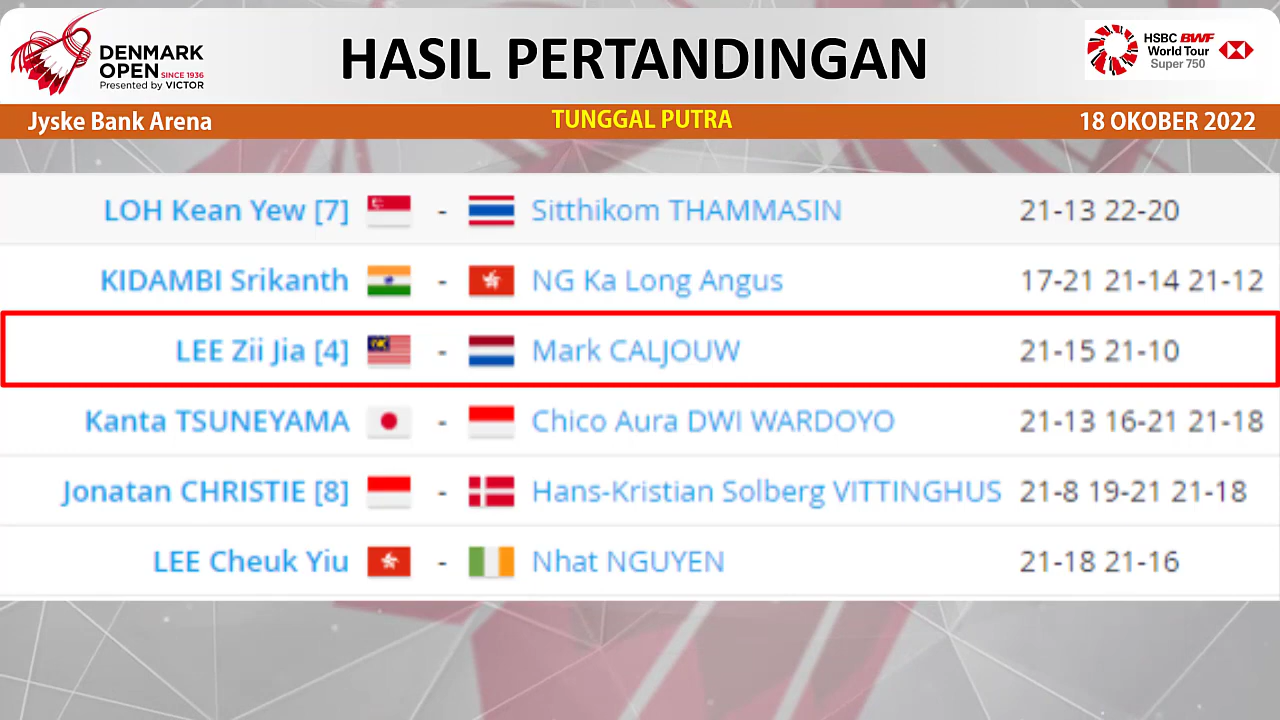 DENMARK
OPEN SINCE 1936
Presented by VICTOR
HASIL PERTANDINGAN
HSBC BWF
World Tour
Super 750
Jyske Bank Arena
TUNGGAL PUTRA
18 OKOBER 2022
LOH Kean Yew [7] - Sitthikom THAMMASIN 21-13 22-20
KIDAMBI Srikanth - NG Ka Long Angus 17-21 21-14 21-12
LEE Zii Jia [4] - Mark CALJOUW 21-15 21-10
Kanta TSUNEYAMA - Chico Aura DWI WARDOYO 21-13 16-21 21-18
Jonatan CHRISTIE [8] - Hans-Kristian Solberg VITTINGHUS 21-8 19-21 21-18
LEE Cheuk Yiu - Nhat NGUYEN 21-18 21-16